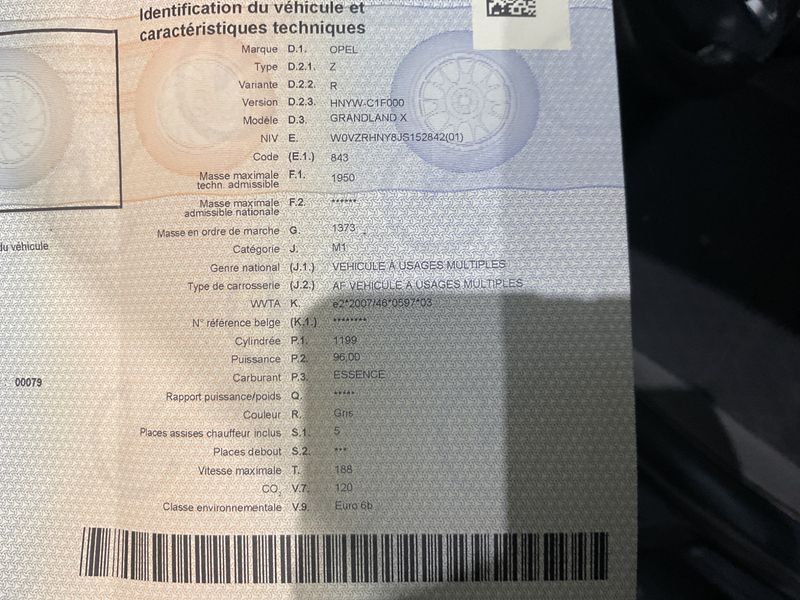 Identification du véhicule et
caractéristiques techniques
Marque D.1. OPEL
Type D.2.1. Z
Variante D.2.2. R
Version D.2.3. HNYW-C1F000
Modèle D.3. GRANDLAND X
NIV E. W0VZRHNY8JS152842(01)
Code (E.1.) 843
Masse maximale
techn. admissible F.1. 1950
Masse maximale
admissible nationale F.2. ******
Masse en ordre de marche G. 1373
Catégorie J. M1
Genre national (J.1.) VEHICULE À USAGES MULTIPLES
Type de carrosserie (J.2.) AF VEHICULE À USAGES MULTIPLES
WVTA K. e2*2007/46*0597*03
N° référence belge (K.1.) ********
Cylindrée P.1. 1199
Puissance P.2. 96,00
Carburant P.3. ESSENCE
Rapport puissance/poids Q. *****
Couleur R. Gris
Places assises chauffeur inclus S.1. 5
Places debout S.2. ***
Vitesse maximale T. 188
CO₂ V.7. 120
Classe environnementale V.9. Euro 6b
du véhicule
: 00079